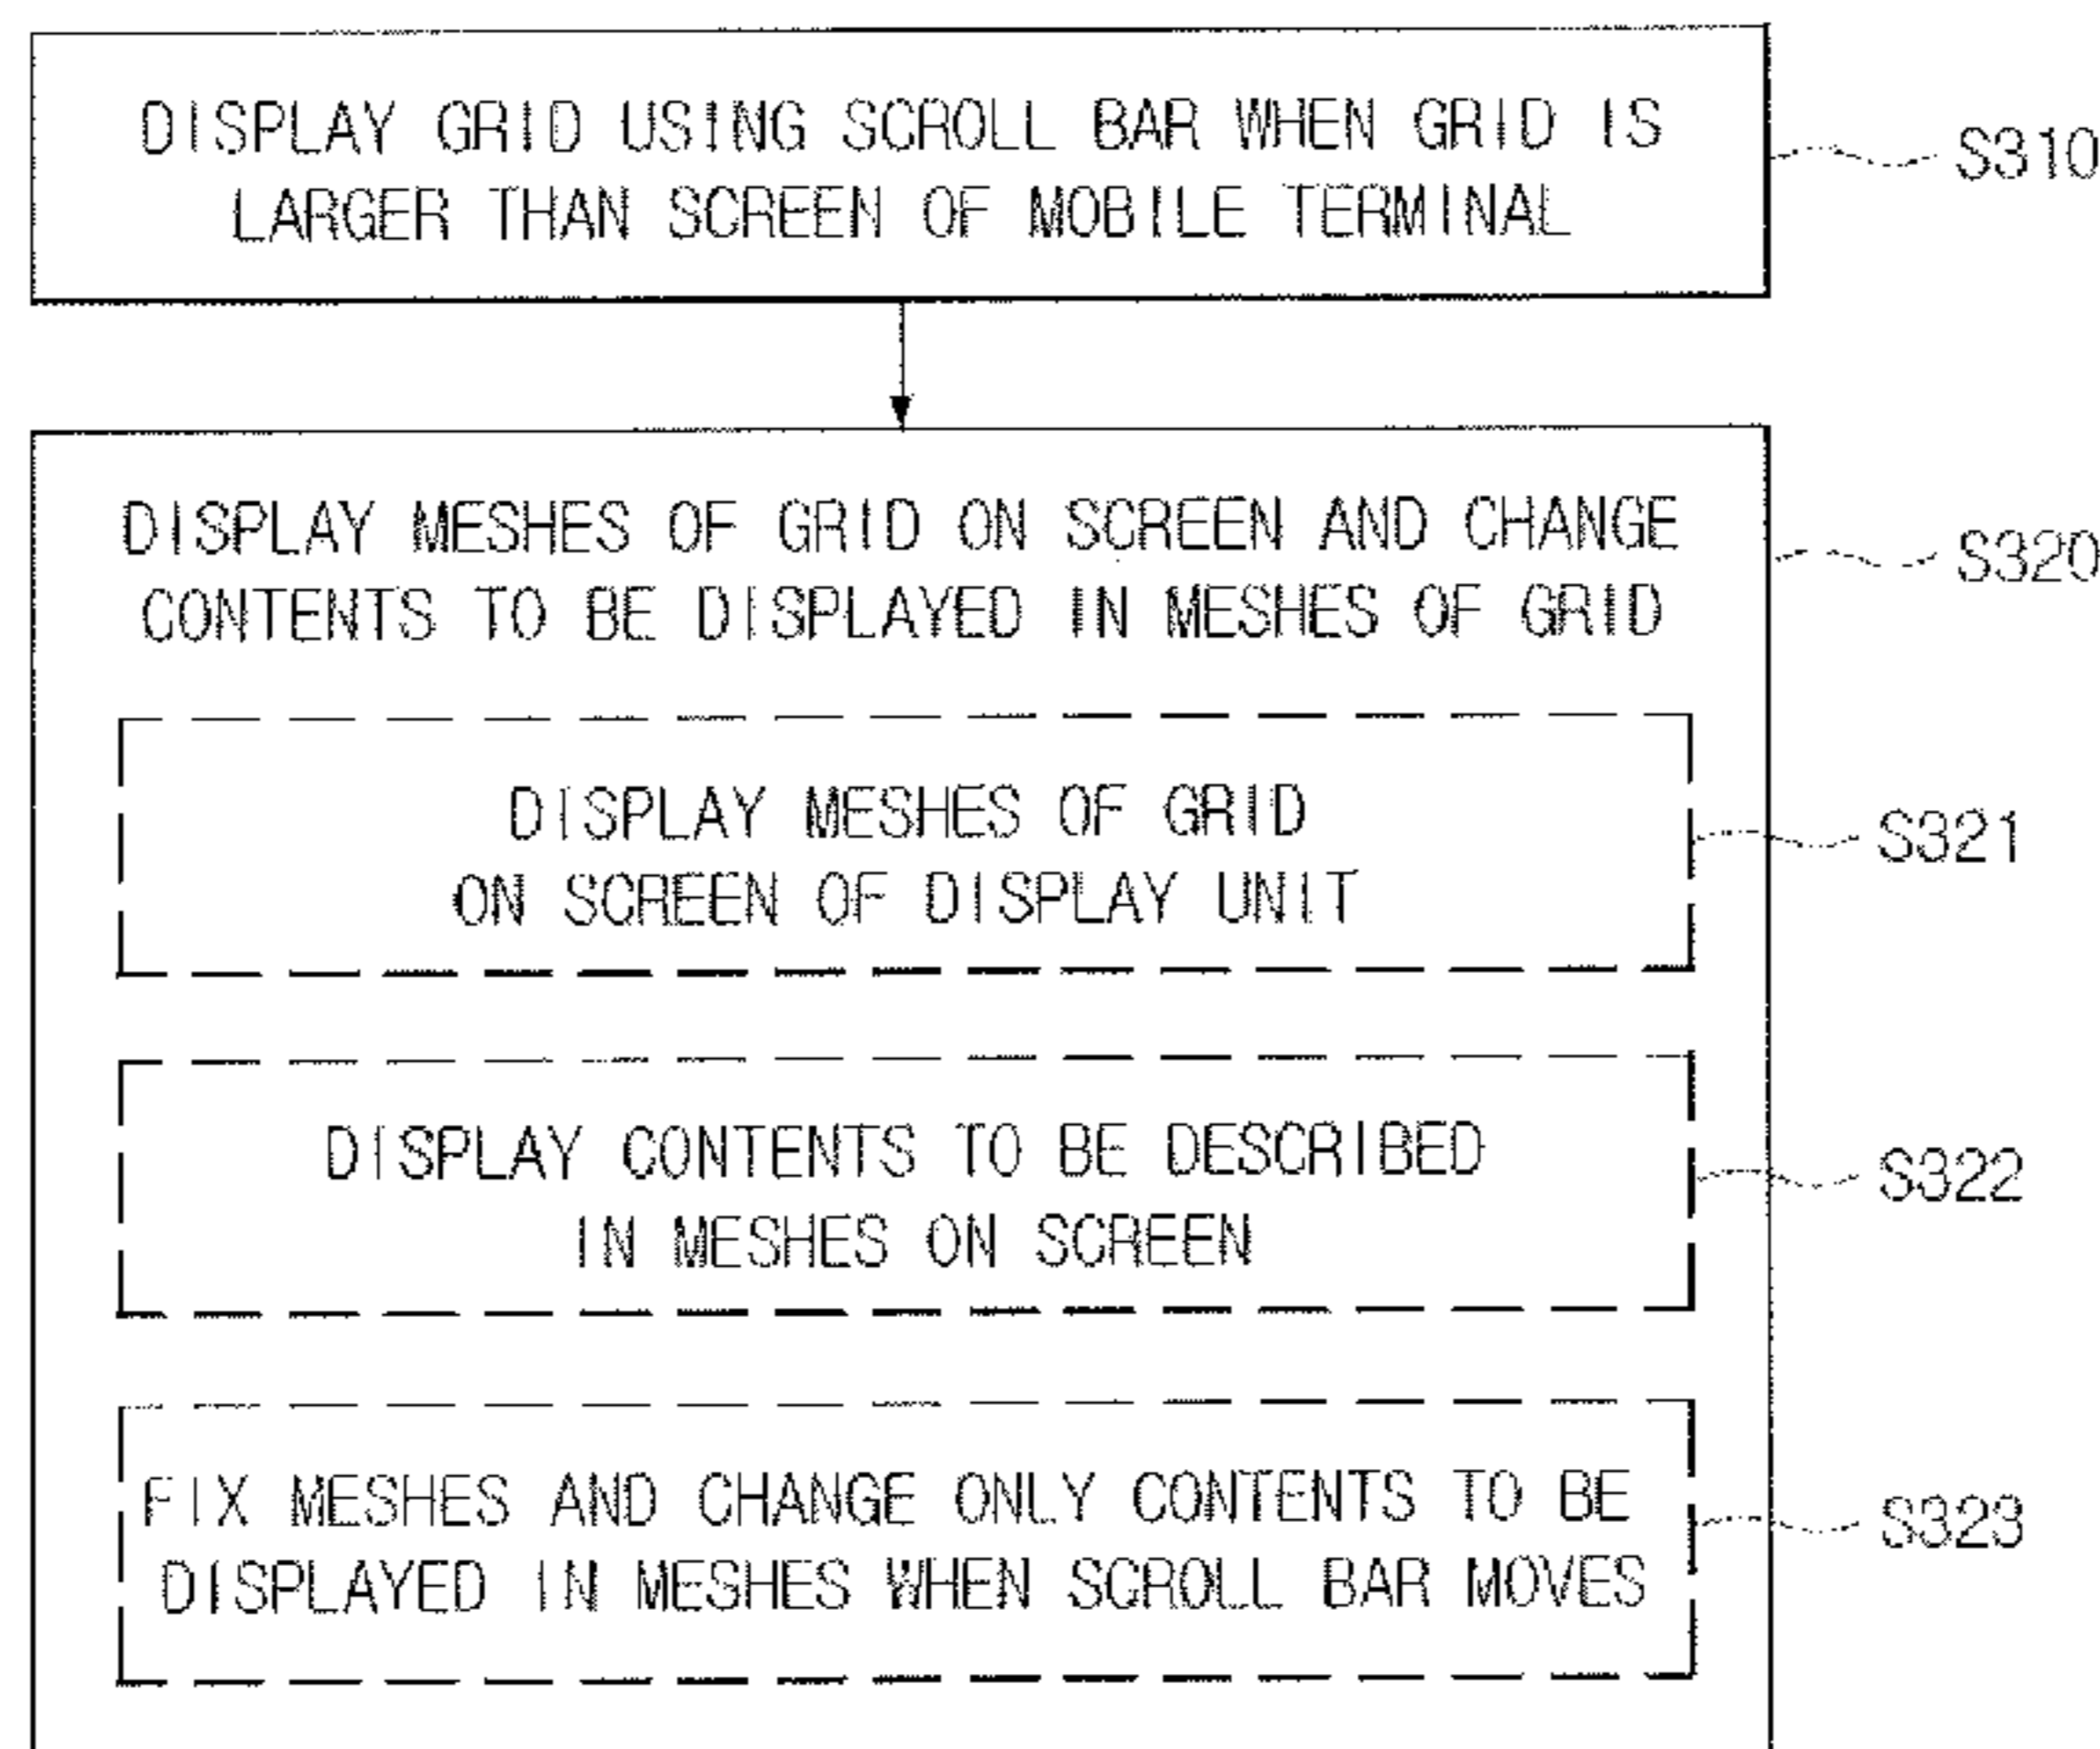 DISPLAY GRID USING SCROLL BAR WHEN GRID IS
LARGER THAN SCREEN OF MOBILE TERMINAL
S310
DISPLAY MESHES OF GRID ON SCREEN AND CHANGE
CONTENTS TO BE DISPLAYED IN MESHES OF GRID
S320
DISPLAY MESHES OF GRID
ON SCREEN OF DISPLAY UNIT
S321
DISPLAY CONTENTS TO BE DESCRIBED
IN MESHES ON SCREEN
S322
FIX MESHES AND CHANGE ONLY CONTENTS TO BE
DISPLAYED IN MESHES WHEN SCROLL BAR MOVES
S323